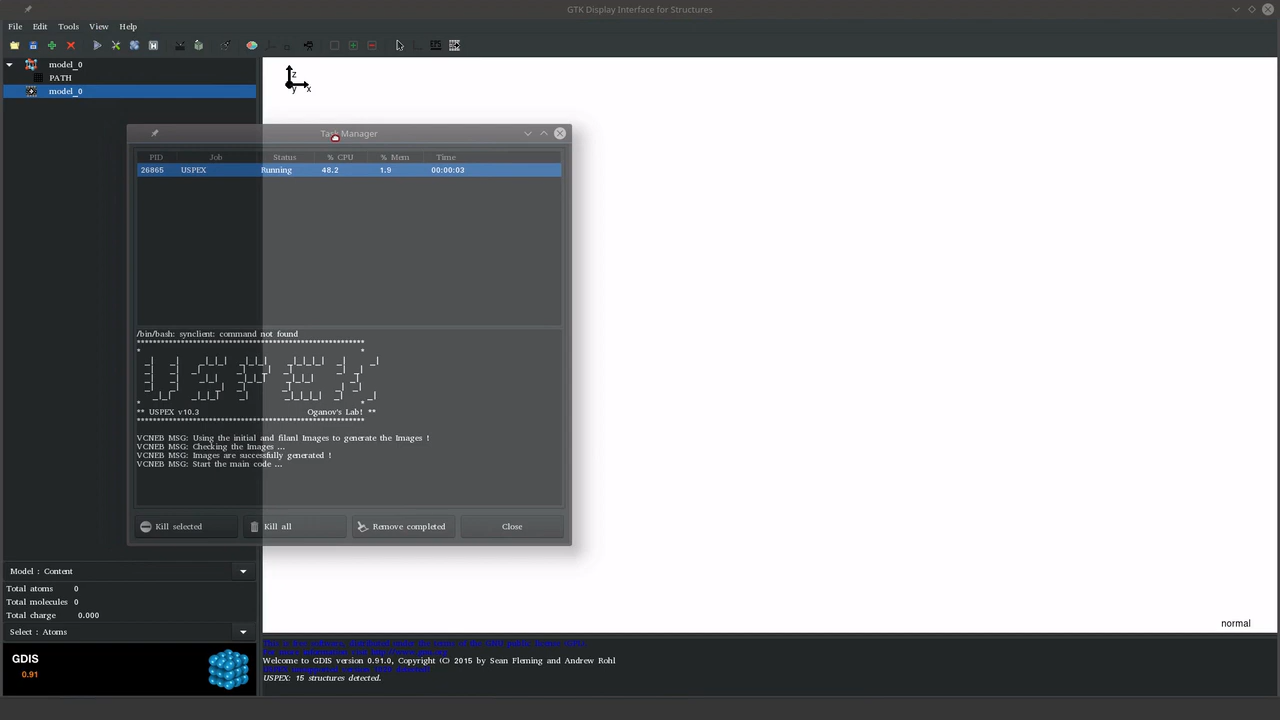 GTK Display Interface for Structures
File Edit Tools View Help
model_0
PATH
model_0
z
y x
Task Manager
PID Job Status % CPU % Mem Time
26865 USPEX Running 48.2 1.9 00:00:03
/bin/bash: synclient: command not found
** USPEX v10.3 Oganov's Lab! **
VCNEB MSG: Using the initial and filanl Images to generate the Images !
VCNEB MSG: Checking the Images ...
VCNEB MSG: Images are successfully generated !
VCNEB MSG: Start the main code ...
Kill selected Kill all Remove completed Close
Model : Content
Total atoms 0
Total molecules 0
Total charge 0.000
Select : Atoms
normal
GDIS
0.91
Welcome to GDIS version 0.91.0, Copyright (C) 2015 by Sean Fleming and Andrew Rohl
USPEX: 15 structures detected.